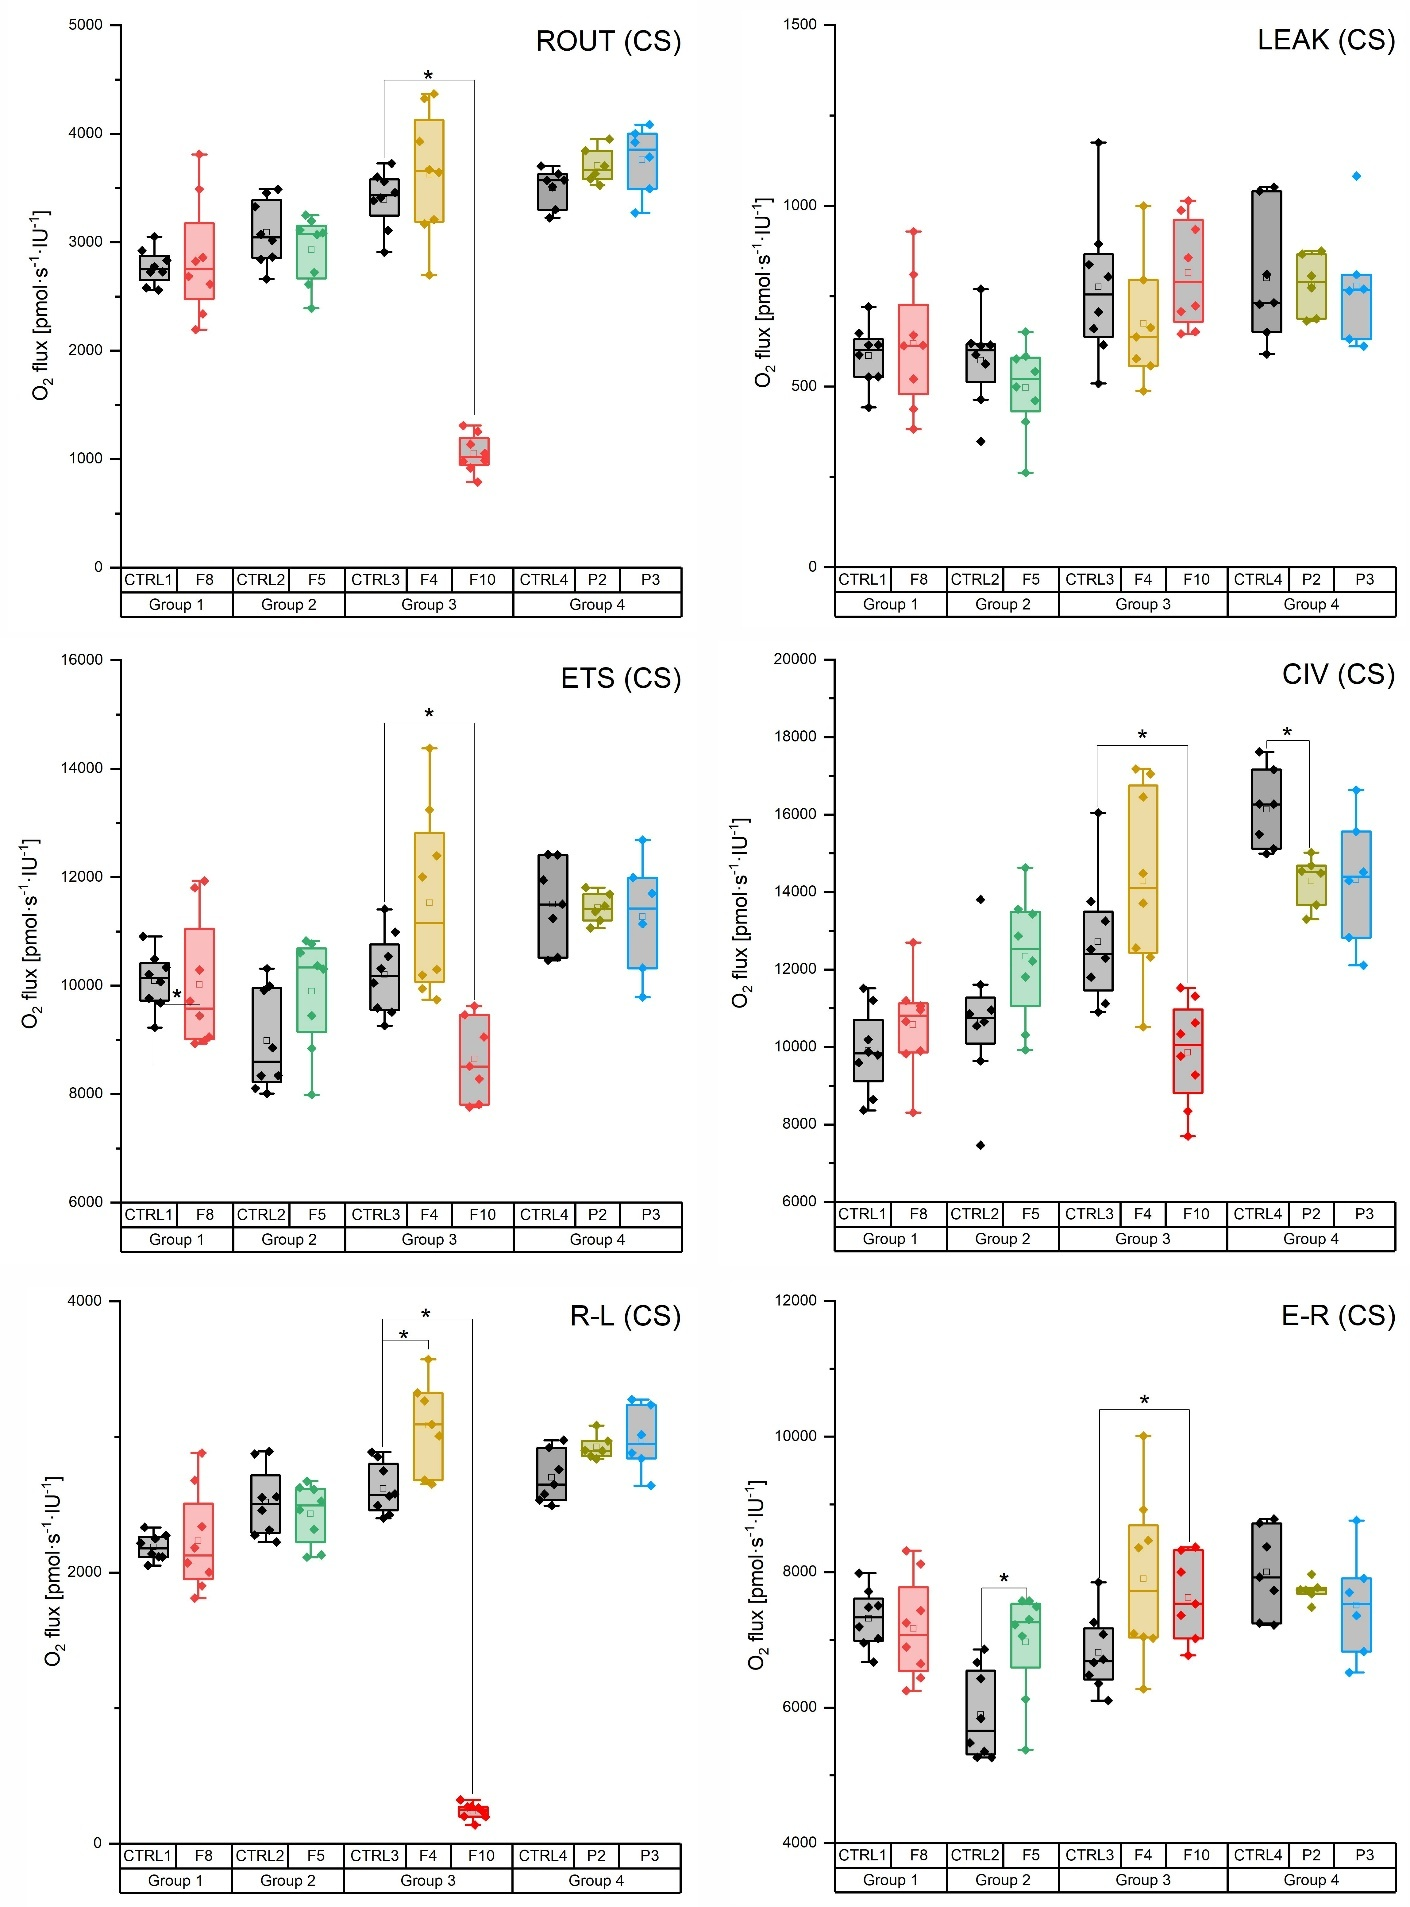 ROUT (CS)
5000
4000
3000
2000
1000
0
O2 flux [pmol·s-1·IU-1]
*
CTRL1 F8 CTRL2 F5 CTRL3 F4 F10 CTRL4 P2 P3
Group 1 Group 2 Group 3 Group 4
LEAK (CS)
1500
1000
500
0
O2 flux [pmol·s-1·IU-1]
CTRL1 F8 CTRL2 F5 CTRL3 F4 F10 CTRL4 P2 P3
Group 1 Group 2 Group 3 Group 4
ETS (CS)
16000
14000
12000
10000
8000
6000
O2 flux [pmol·s-1·IU-1]
*
*
CTRL1 F8 CTRL2 F5 CTRL3 F4 F10 CTRL4 P2 P3
Group 1 Group 2 Group 3 Group 4
CIV (CS)
20000
18000
16000
14000
12000
10000
8000
6000
O2 flux [pmol·s-1·IU-1]
* *
CTRL1 F8 CTRL2 F5 CTRL3 F4 F10 CTRL4 P2 P3
Group 1 Group 2 Group 3 Group 4
R-L (CS)
4000
2000
0
O2 flux [pmol·s-1·IU-1]
*
*
CTRL1 F8 CTRL2 F5 CTRL3 F4 F10 CTRL4 P2 P3
Group 1 Group 2 Group 3 Group 4
E-R (CS)
12000
10000
8000
6000
4000
O2 flux [pmol·s-1·IU-1]
*
*
CTRL1 F8 CTRL2 F5 CTRL3 F4 F10 CTRL4 P2 P3
Group 1 Group 2 Group 3 Group 4